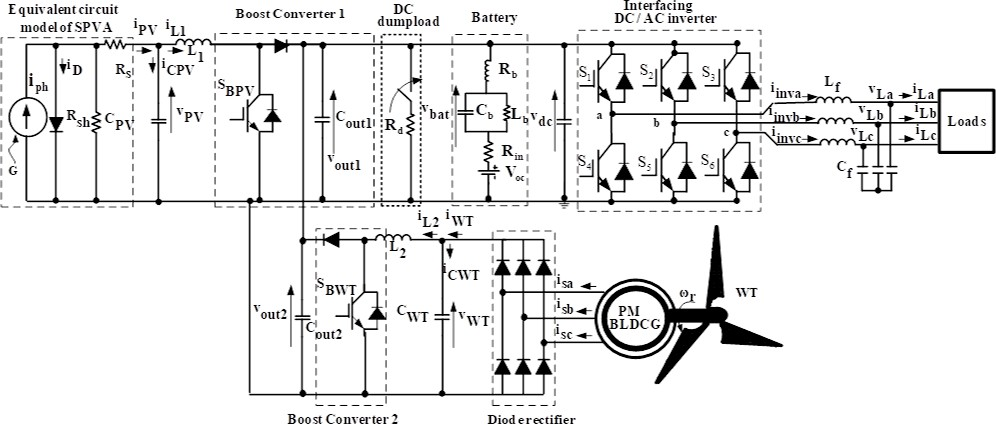 Equivalent circuit
model of SPVA
Boost Converter 1
DC
dumpload
Battery
Interfacing
DC/AC inverter
iPV
iL1
L1
Rs
iD
iCPV
iph
Rsh
CPV
vPV
G
SBPV
Cout1
vout1
Rd
vbat
Rb
Cb
Lb
Rin
Voc
vdc
S1
S2
S3
a
b
c
S4
S5
S6
iinva
iinvb
iinvc
Lf
vLa
vLb
vLc
iLa
iLb
iLc
Cf
Loads
iL2
iWT
L2
iCWT
SBWT
vout2
Cout2
CWT
vWT
isa
isb
isc
PM
BLDCG
ωr
WT
Boost Converter 2
Diode rectifier